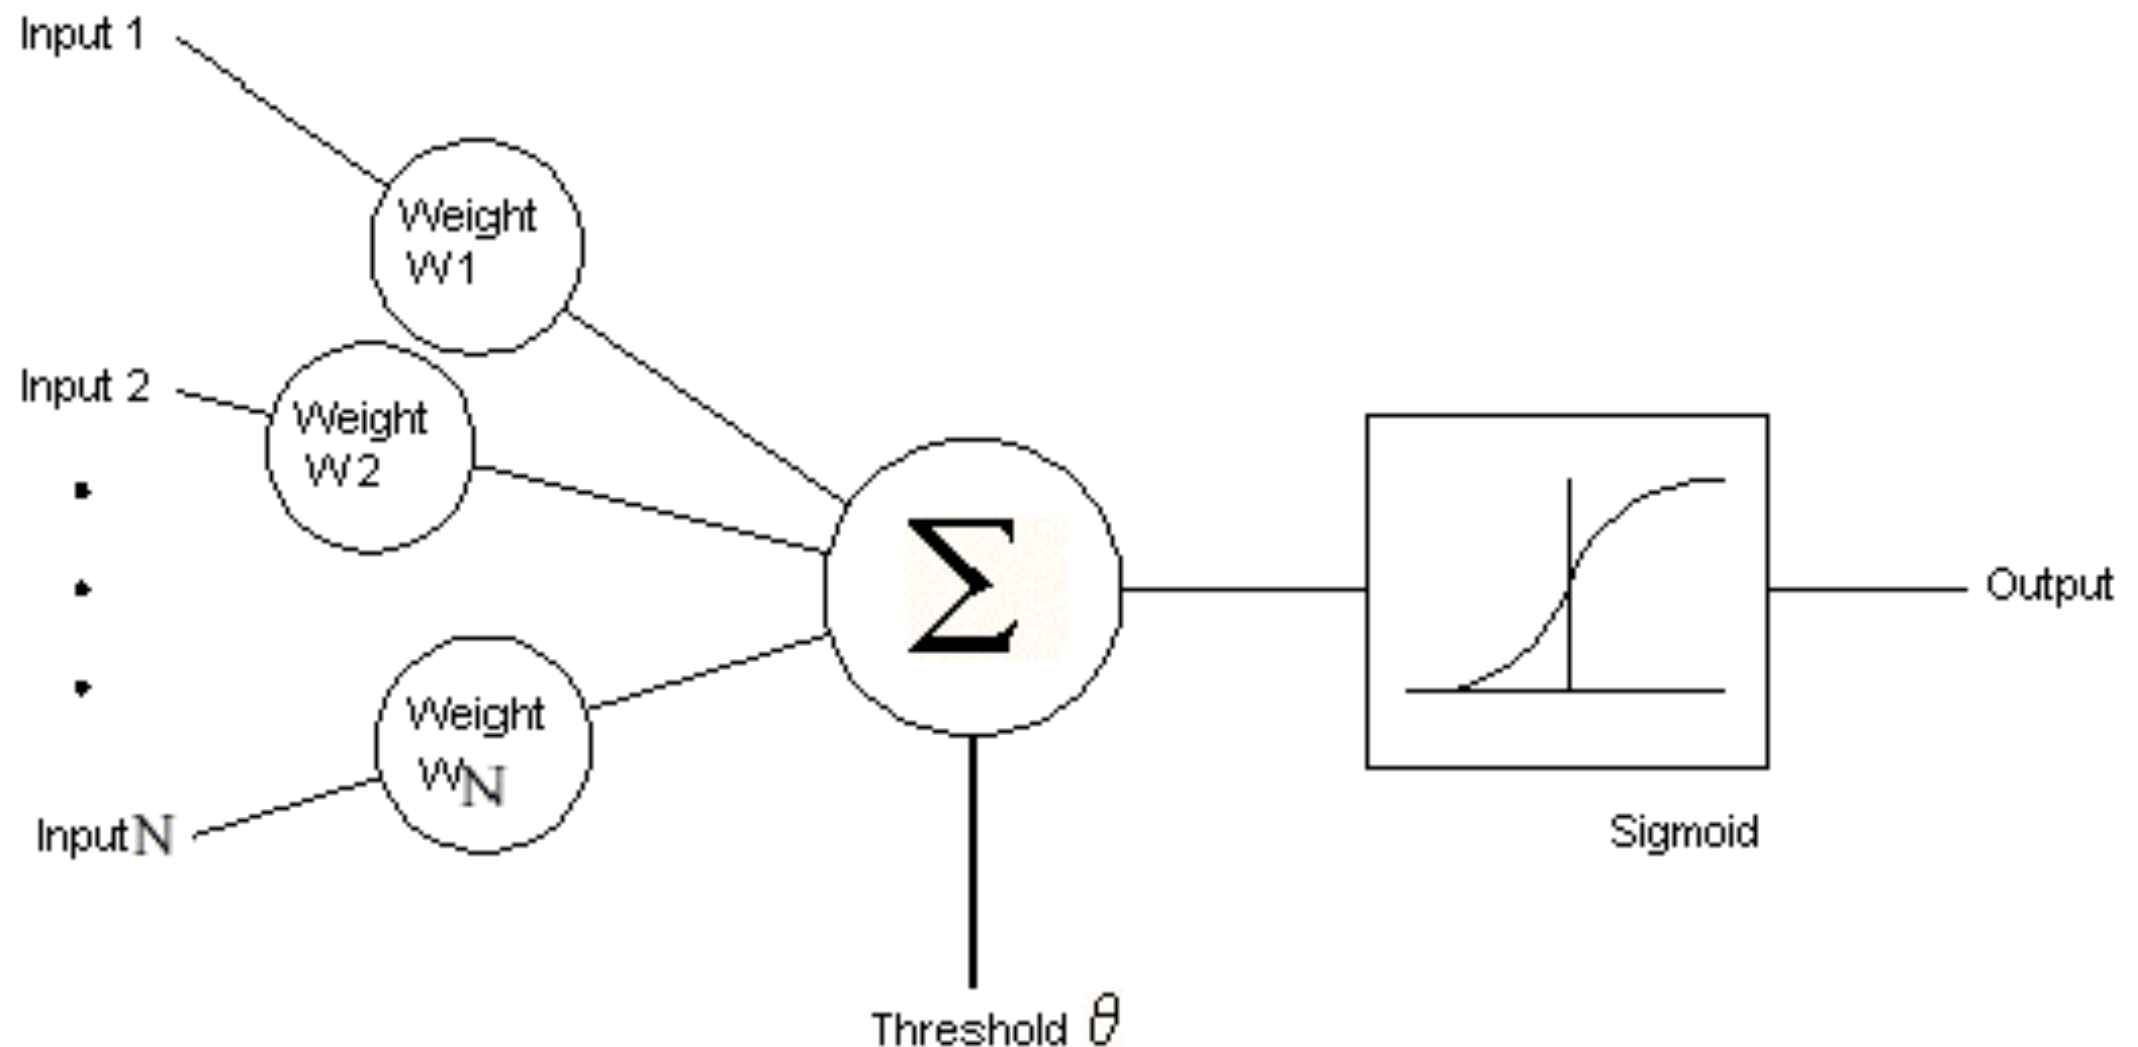 Input 1
Weight
W1
Input 2
Weight
W2
Σ
Output
Weight
WN
Input N
Sigmoid
Threshold θ